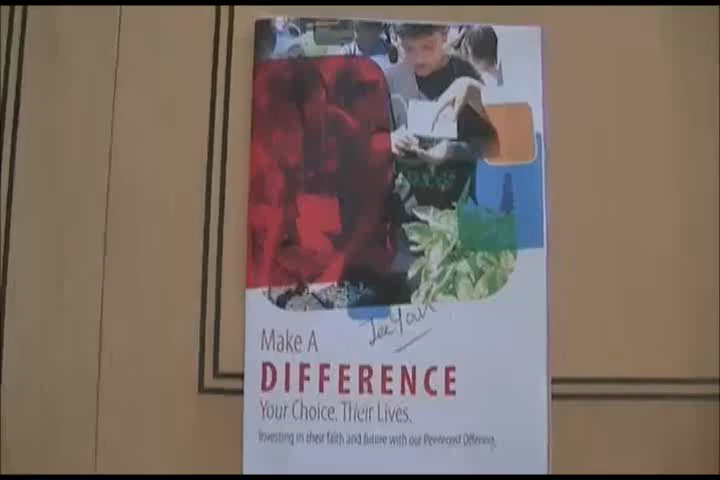 Make A
DIFFERENCE
Your Choice. Their Lives.
Investing in their faith and future with our Pentecost Offering.